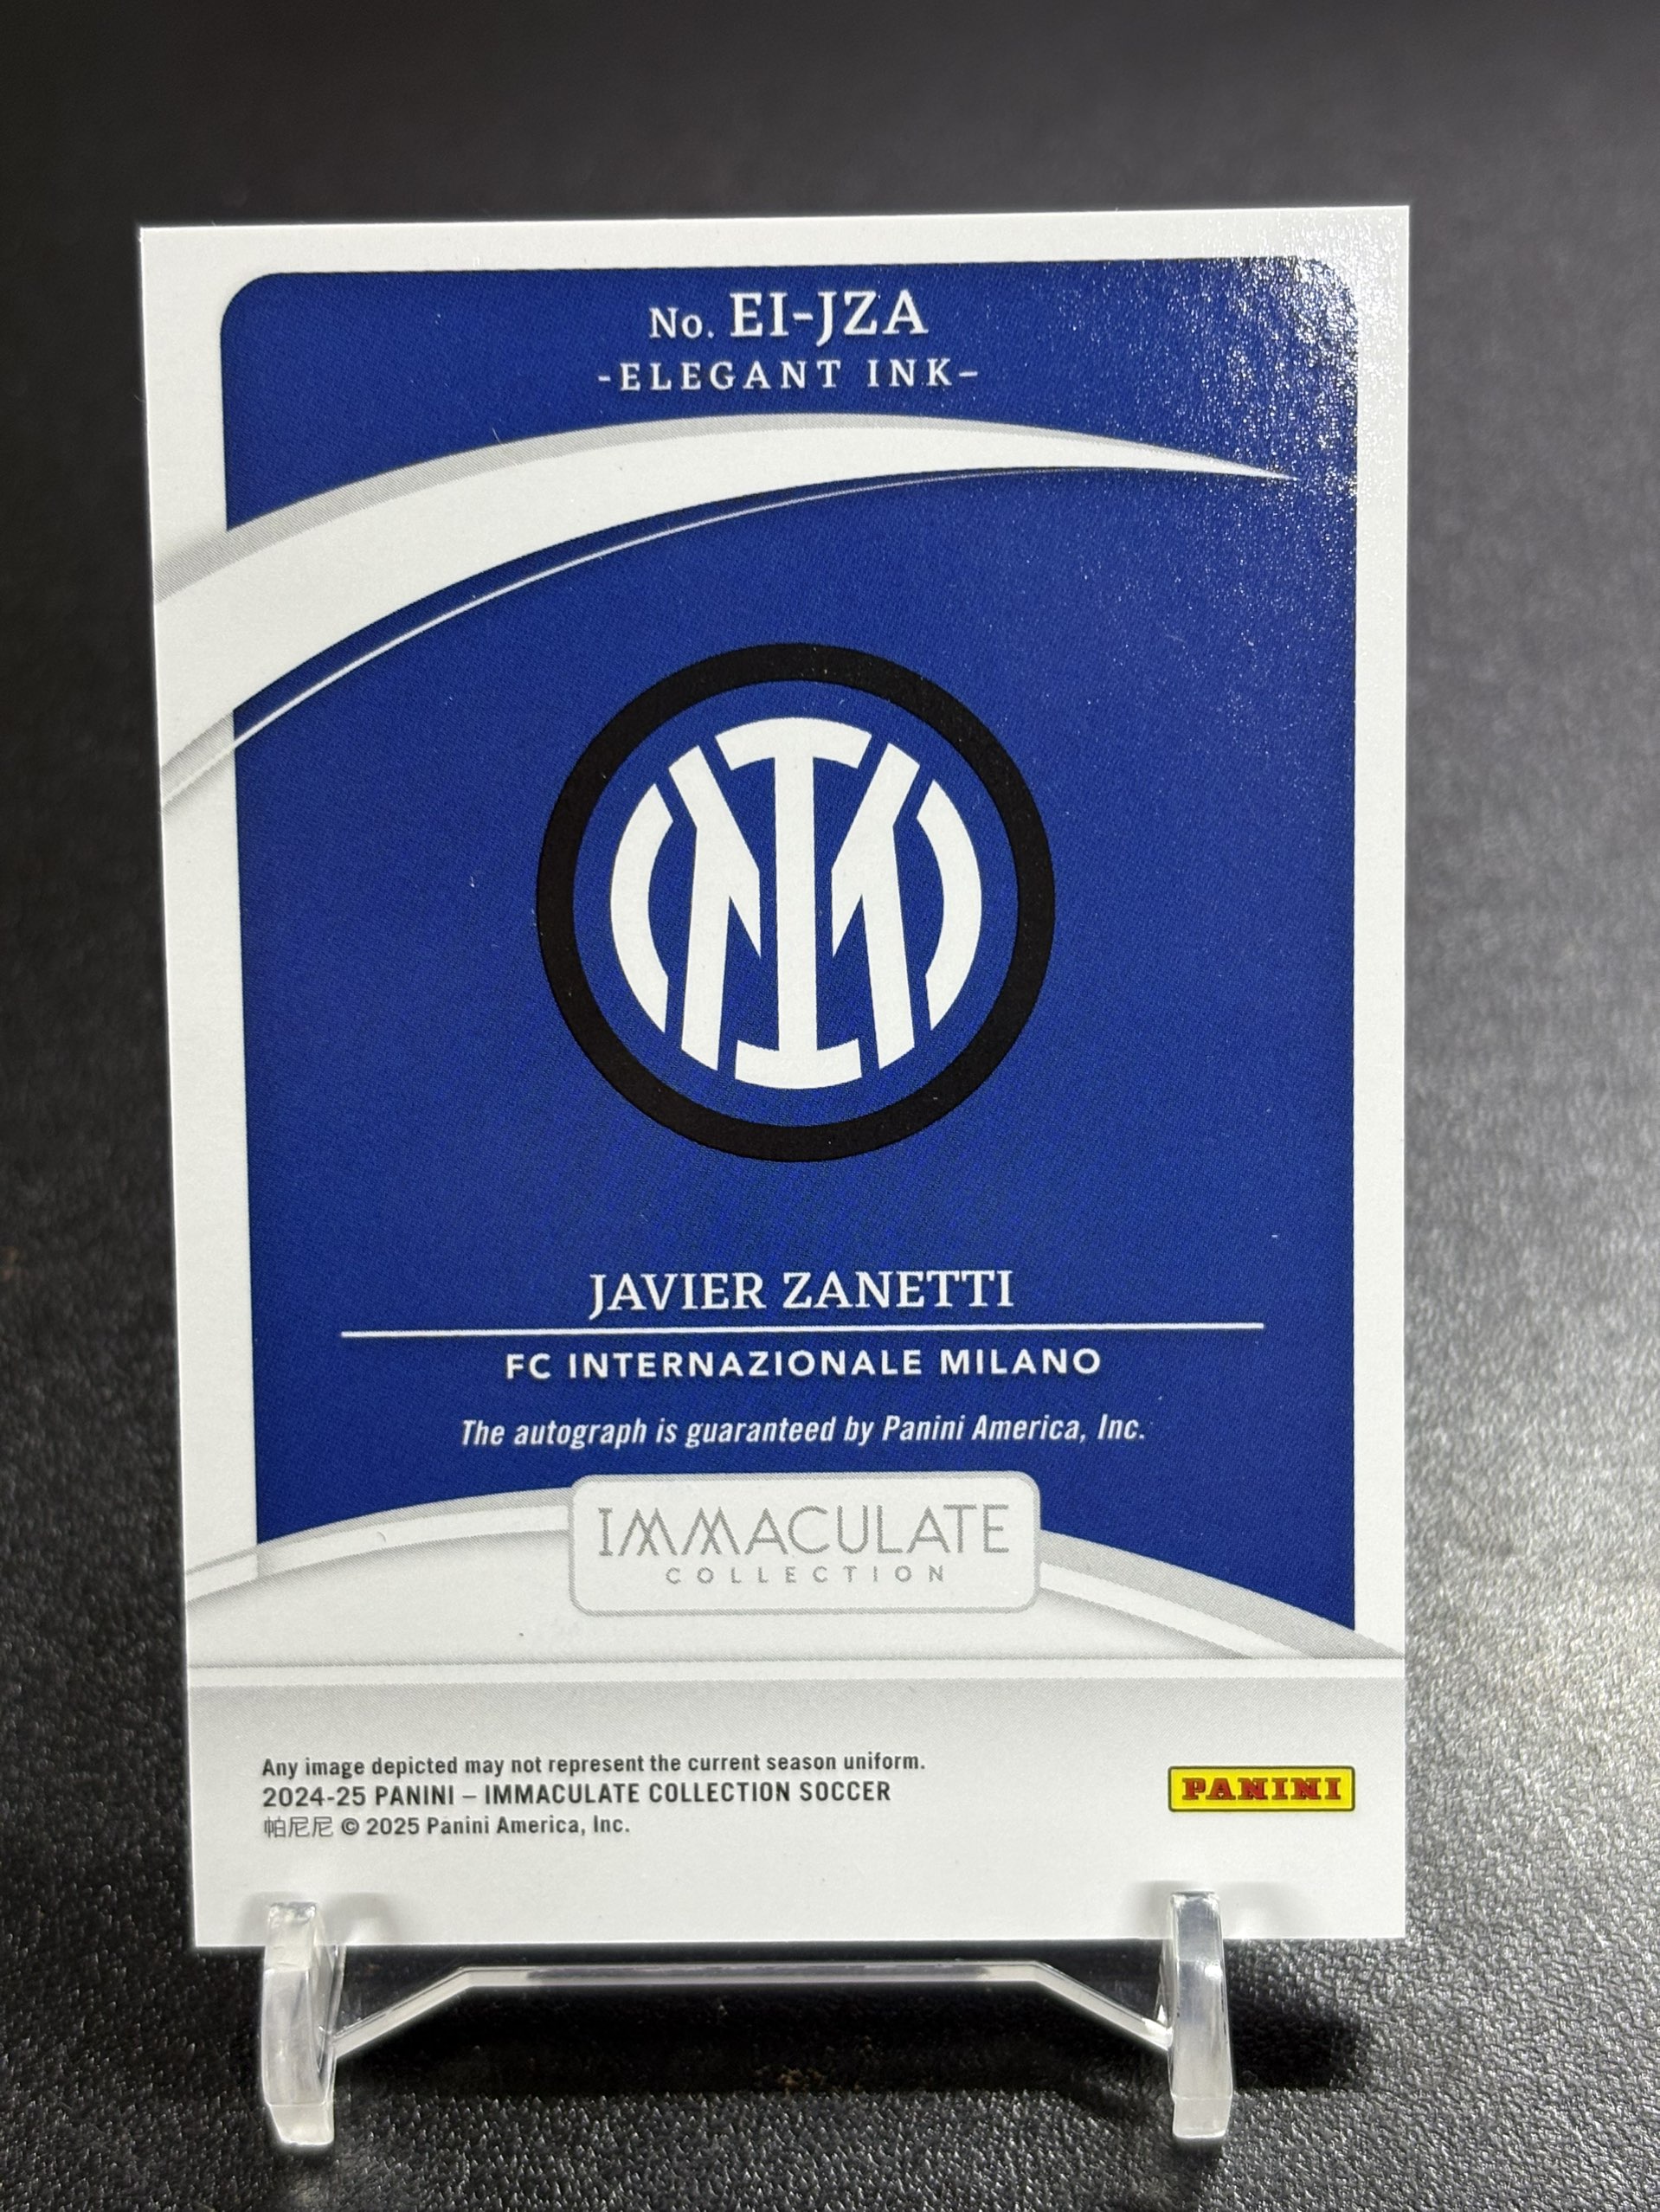 No. EI-JZA
-ELEGANT INK-
JAVIER ZANETTI
FC INTERNAZIONALE MILANO
The autograph is guaranteed by Panini America, Inc.
IMMACULATE
COLLECTION
Any image depicted may not represent the current season uniform.
2024-25 PANINI – IMMACULATE COLLECTION SOCCER
帕尼尼 © 2025 Panini America, Inc.
PANINI